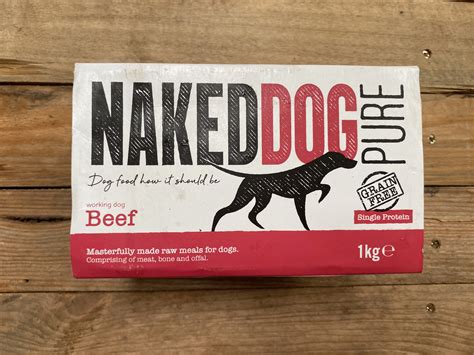 NAKEDDOG
PURE
Dog food how it should be
GRAIN
FREE
Single Protein
working dog
Beef
Masterfully made raw meals for dogs.
Comprising of meat, bone and offal.
1kg ℮